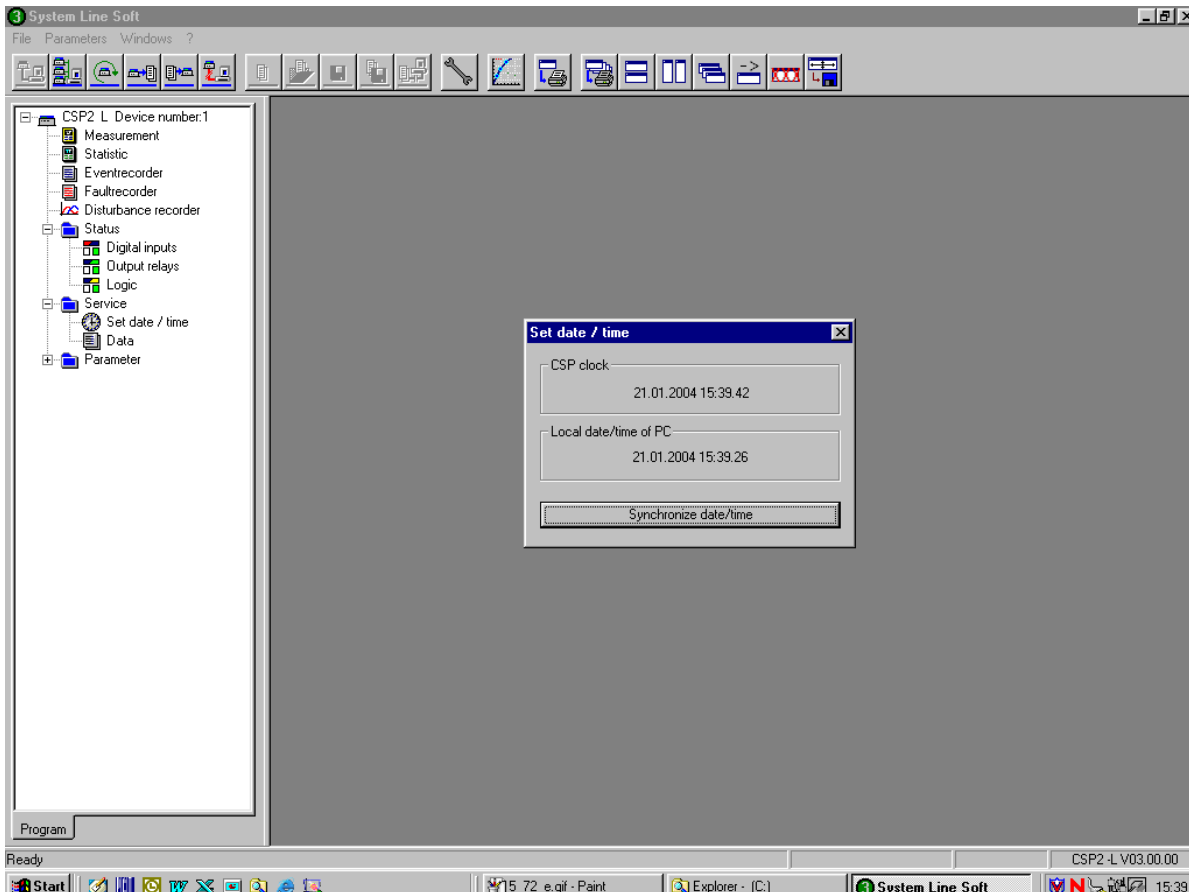 System Line Soft
File Parameters Windows ?
CSP2 L Device number:1
Measurement
Statistic
Eventrecorder
Faultrecorder
Disturbance recorder
Status
Digital inputs
Output relays
Logic
Service
Set date / time
Data
Parameter
Set date / time
CSP clock
21.01.2004 15:39.42
Local date/time of PC
21.01.2004 15:39.26
Synchronize date/time
Program
Ready
CSP2 -L V03.00.00
Start
15_72_e.gif - Paint
Explorer - (C:)
System Line Soft
15:39